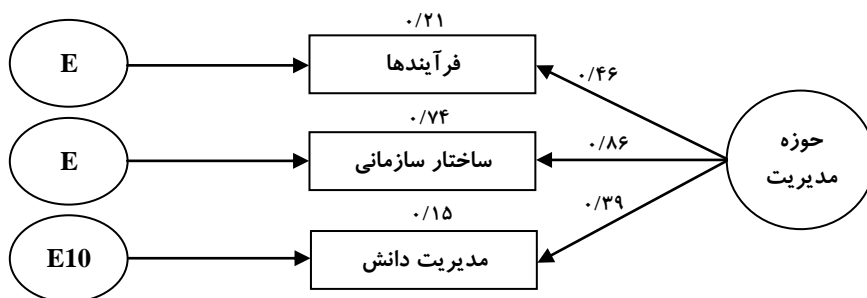 ۰/۲۱
E
فرآیندها
۰/۴۶
۰/۷۴
E
ساختار سازمانی
۰/۸۶
حوزه
مدیریت
۰/۱۵
۰/۳۹
E10
مدیریت دانش